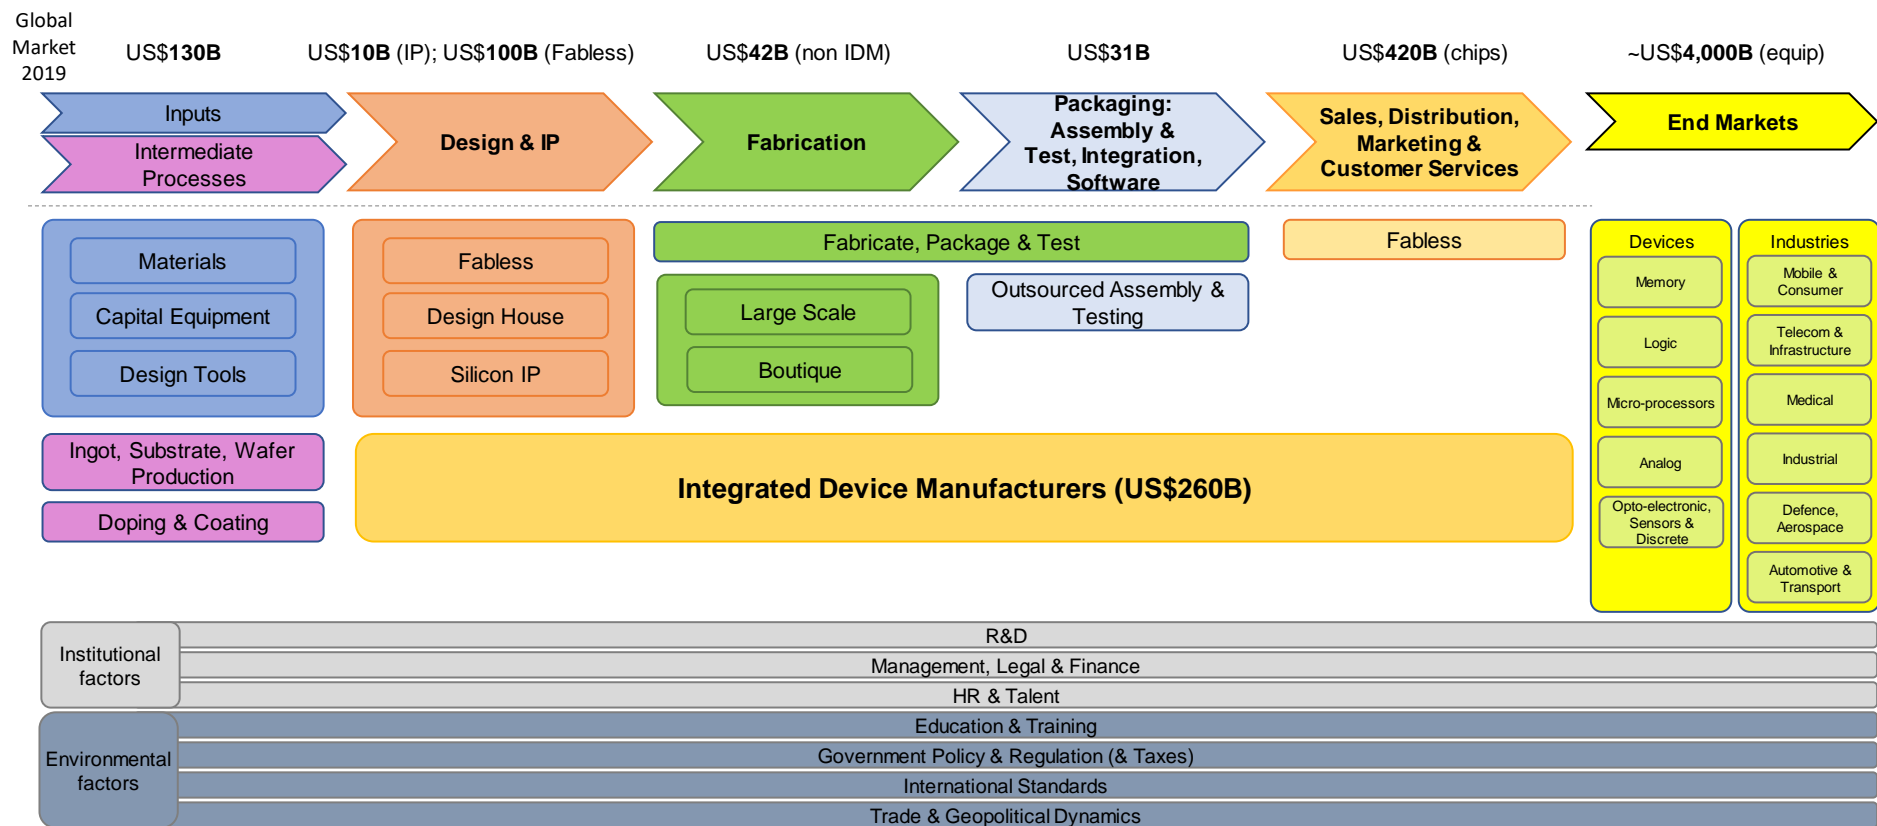 Global
Market
2019
US$130B
US$10B (IP); US$100B (Fabless)
US$42B (non IDM)
US$31B
US$420B (chips)
~US$4,000B (equip)
Inputs
Intermediate
Processes
Design & IP
Fabrication
Packaging:
Assembly &
Test, Integration,
Software
Sales, Distribution,
Marketing &
Customer Services
End Markets
Materials
Capital Equipment
Design Tools
Fabless
Design House
Silicon IP
Fabricate, Package & Test
Large Scale
Boutique
Outsourced Assembly &
Testing
Fabless
Devices
Memory
Logic
Micro-processors
Analog
Opto-electronic,
Sensors &
Discrete
Industries
Mobile &
Consumer
Telecom &
Infrastructure
Medical
Industrial
Defence,
Aerospace
Automotive &
Transport
Ingot, Substrate, Wafer
Production
Doping & Coating
Integrated Device Manufacturers (US$260B)
Institutional
factors
R&D
Management, Legal & Finance
HR & Talent
Environmental
factors
Education & Training
Government Policy & Regulation (& Taxes)
International Standards
Trade & Geopolitical Dynamics